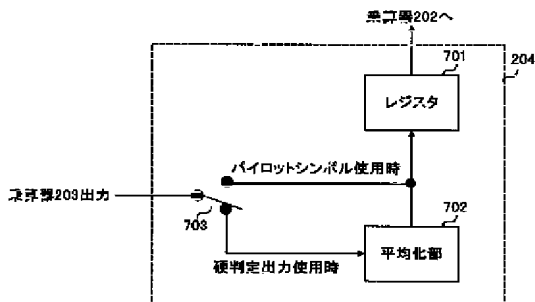 乗算器202へ
701
204
レジスタ
パイロットシンボル使用時
乗算器203出力
703
702
平均化部
硬判定出力使用時